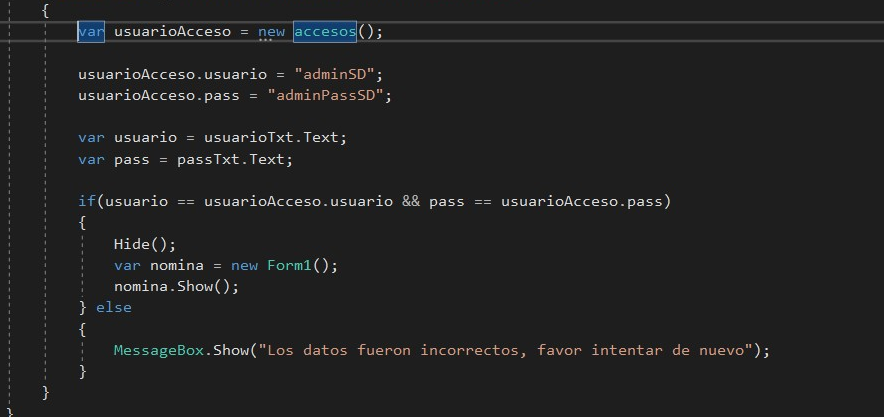 {
var usuarioAcceso = new accesos();
usuarioAcceso.usuario = "adminSD";
usuarioAcceso.pass = "adminPassSD";
var usuario = usuarioTxt.Text;
var pass = passTxt.Text;
if(usuario == usuarioAcceso.usuario && pass == usuarioAcceso.pass)
{
Hide();
var nomina = new Form1();
nomina.Show();
} else
{
MessageBox.Show("Los datos fueron incorrectos, favor intentar de nuevo");
}
}
}